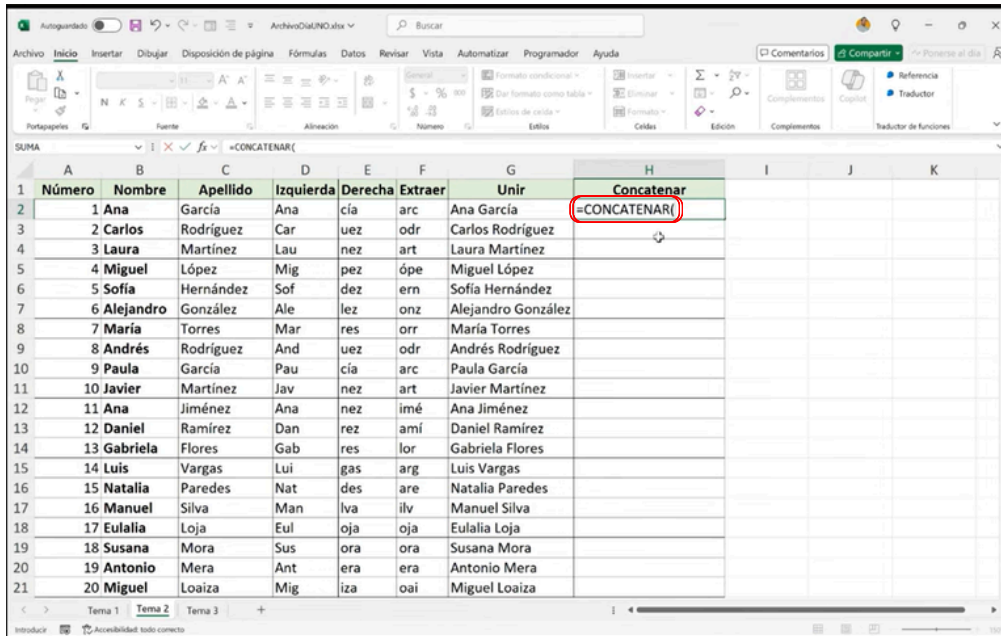 Autoguardado ArchivoDiaUNO.xlsx Buscar
Archivo Inicio Insertar Dibujar Disposición de página Fórmulas Datos Revisar Vista Automatizar Programador Ayuda Comentarios Compartir Ponerse al día
Pegar N K S General $ % 000 Formato condicional Dar formato como tabla Estilos de celda Insertar Eliminar Formato Complementos Copilot Referencia Traductor
Portapapeles Fuente Alineación Número Estilos Celdas Edición Complementos Traductor de funciones
SUMA fx =CONCATENAR(
A B C D E F G H I J K
1 Número Nombre Apellido Izquierda Derecha Extraer Unir Concatenar
2 1 Ana García Ana cía arc Ana García =CONCATENAR(
3 2 Carlos Rodríguez Car uez odr Carlos Rodríguez
4 3 Laura Martínez Lau nez art Laura Martínez
5 4 Miguel López Mig pez ópe Miguel López
6 5 Sofía Hernández Sof dez ern Sofía Hernández
7 6 Alejandro González Ale lez onz Alejandro González
8 7 María Torres Mar res orr María Torres
9 8 Andrés Rodríguez And uez odr Andrés Rodríguez
10 9 Paula García Pau cía arc Paula García
11 10 Javier Martínez Jav nez art Javier Martínez
12 11 Ana Jiménez Ana nez imé Ana Jiménez
13 12 Daniel Ramírez Dan rez amí Daniel Ramírez
14 13 Gabriela Flores Gab res lor Gabriela Flores
15 14 Luis Vargas Lui gas arg Luis Vargas
16 15 Natalia Paredes Nat des are Natalia Paredes
17 16 Manuel Silva Man lva ilv Manuel Silva
18 17 Eulalia Loja Eul oja oja Eulalia Loja
19 18 Susana Mora Sus ora ora Susana Mora
20 19 Antonio Mera Ant era era Antonio Mera
21 20 Miguel Loaiza Mig iza oai Miguel Loaiza
Tema 1 Tema 2 Tema 3 +
Introducir Accesibilidad: todo correcto